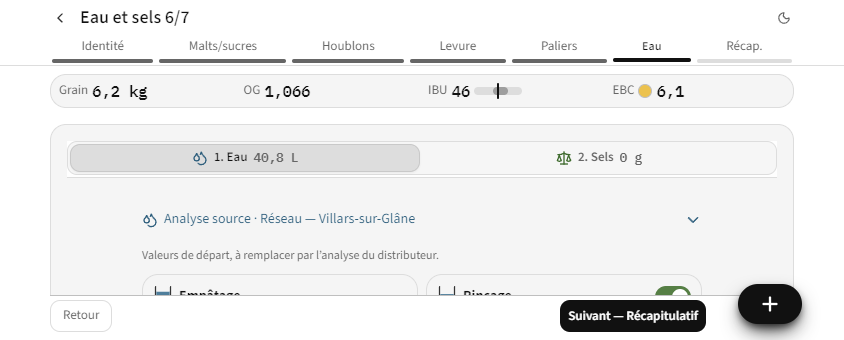 Eau et sels 6/7
Identité Malts/sucres Houblons Levure Paliers Eau Récap.
Grain 6,2 kg OG 1,066 IBU 46 EBC 6,1
1. Eau 40,8 L 2. Sels 0 g
Analyse source · Réseau — Villars-sur-Glâne
Valeurs de départ, à remplacer par l'analyse du distributeur.
Empâtage Rinçage
Retour Suivant — Récapitulatif +